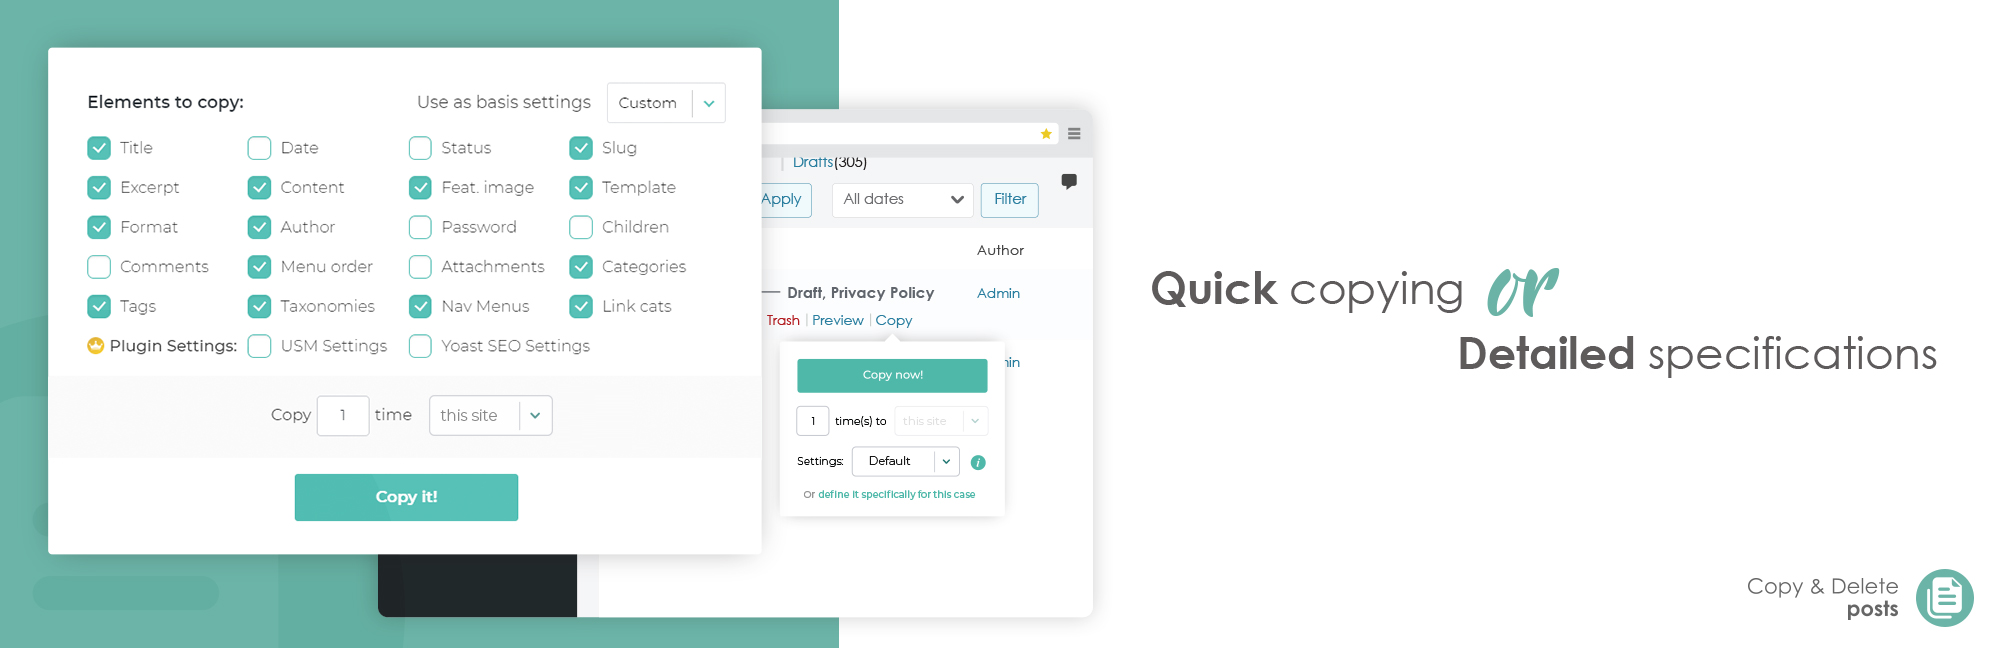 Elements to copy: Use as basis settings Custom
Title Date Status Slug
Excerpt Content Feat. image Template
Format Author Password Children
Comments Menu order Attachments Categories
Tags Taxonomies Nav Menus Link cats
Plugin Settings: USM Settings Yoast SEO Settings
Copy 1 time this site
Copy it!
Drafts(305)
Apply All dates Filter
Author
Draft, Privacy Policy Admin
Trash | Preview | Copy
Copy now!
1 time(s) to this site
Settings: Default i
Or define it specifically for this case
Quick copying or
Detailed specifications
Copy & Delete
posts